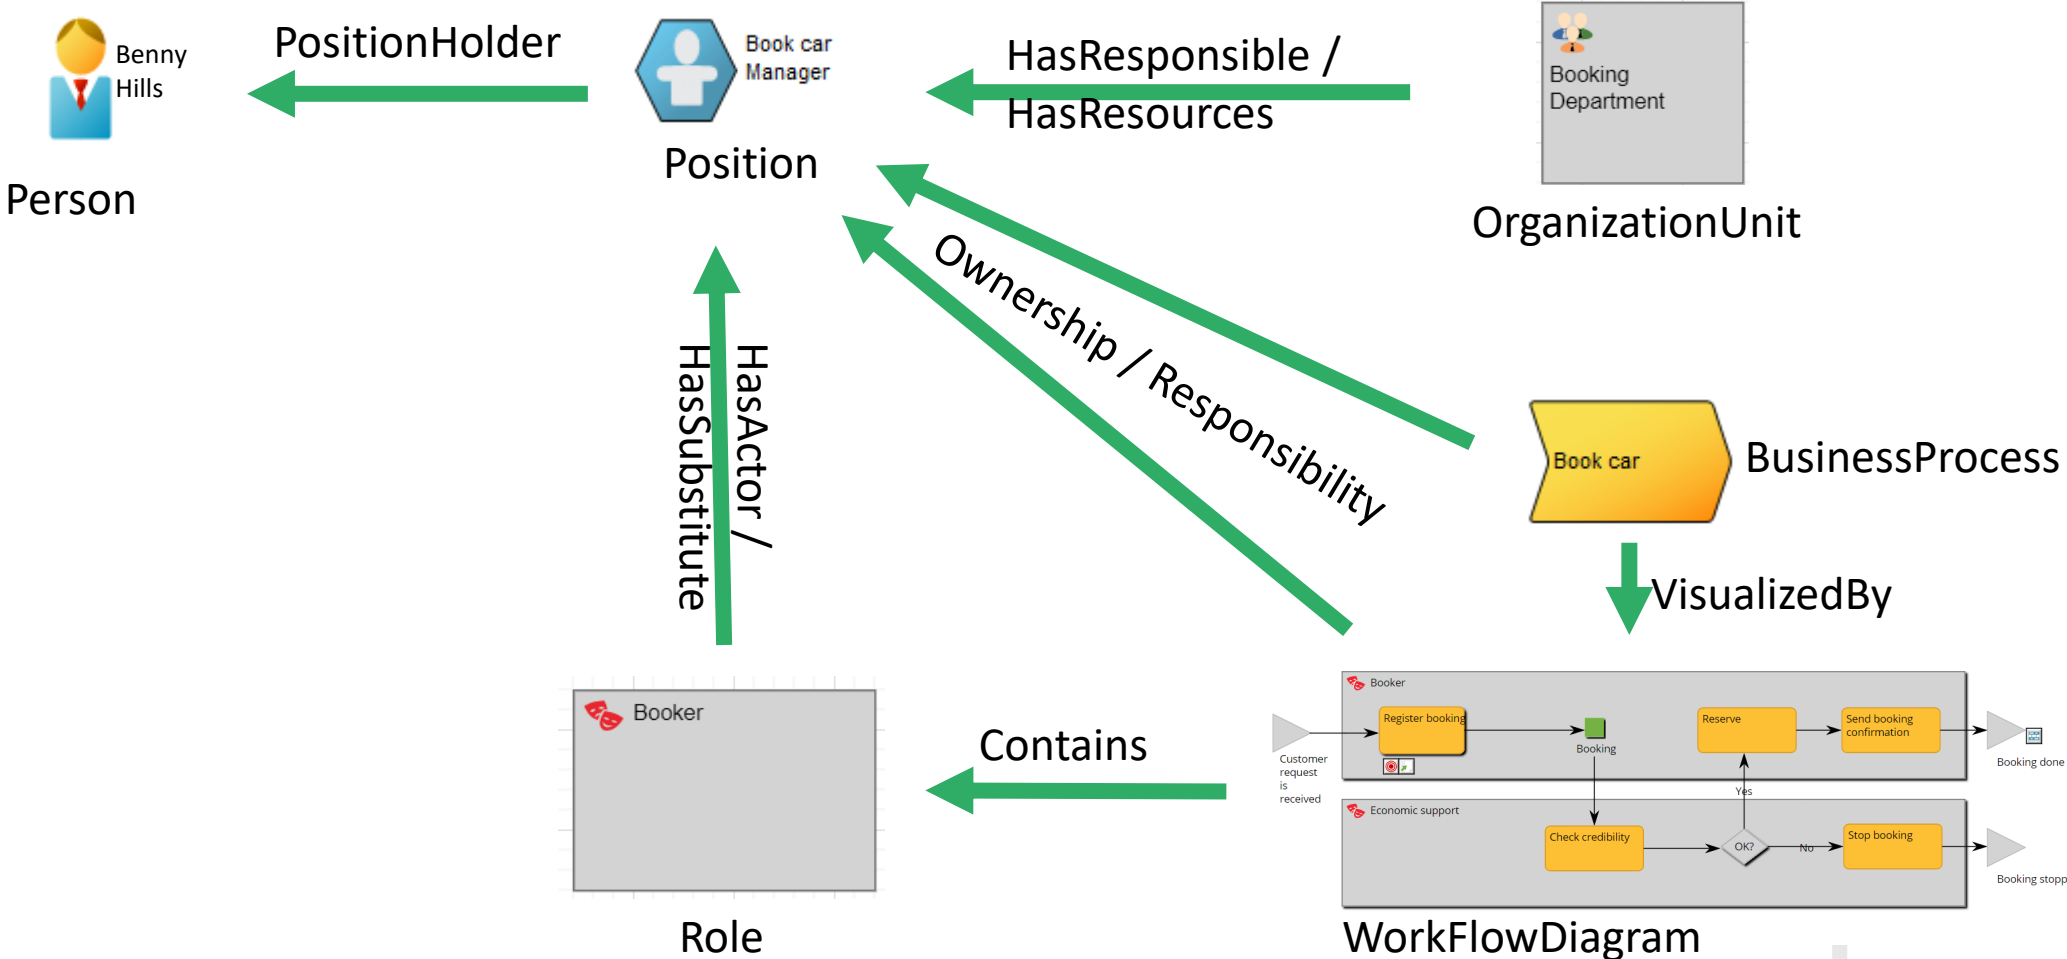 Benny
Hills
Person
PositionHolder
Book car
Manager
Position
HasResponsible /
HasResources
Booking
Department
OrganizationUnit
Ownership / Responsibility
HasActor /
HasSubstitute
Book car
BusinessProcess
VisualizedBy
Booker
Role
Contains
Booker
Customer
request
is
received
Register booking
Booking
Reserve
Send booking
confirmation
Booking done
Yes
Economic support
Check credibility
OK?
No
Stop booking
Booking stopp
WorkFlowDiagram